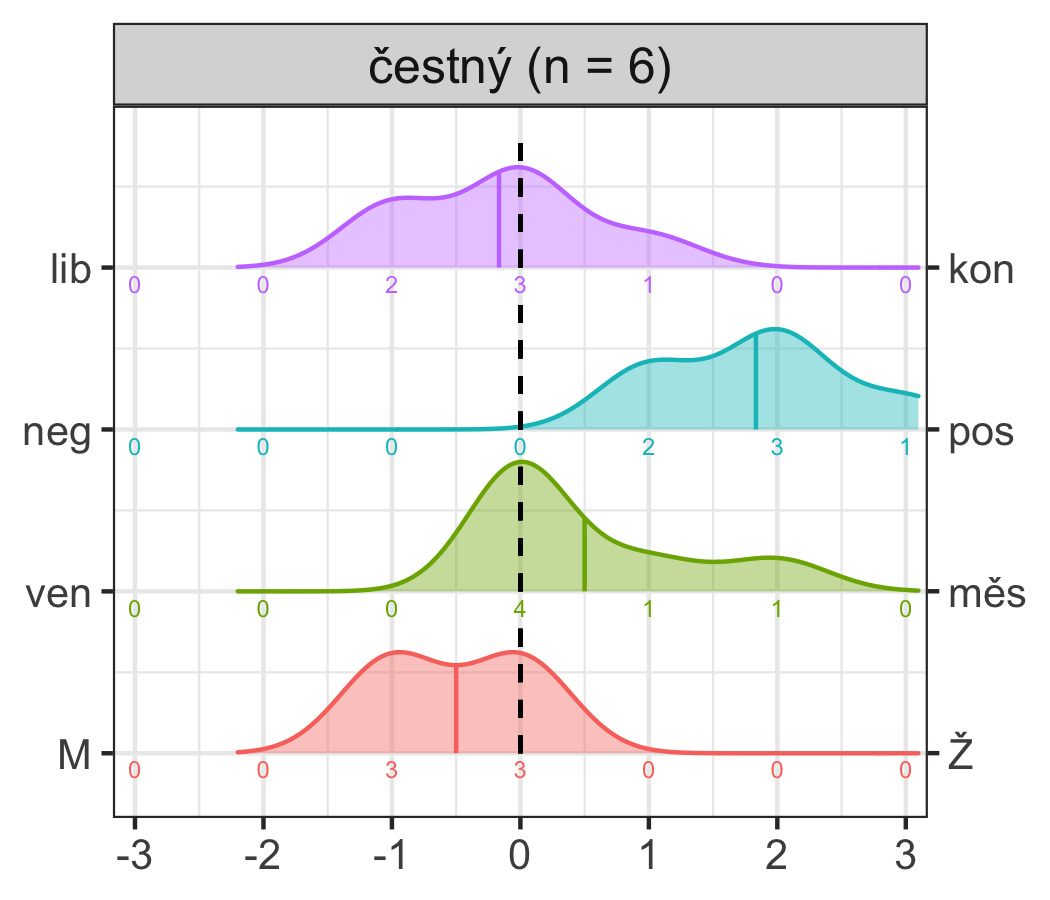 čestný (n = 6)
lib kon
0 0 2 3 1 0 0
neg pos
0 0 0 0 2 3 1
ven měs
0 0 0 4 1 1 0
M Ž
0 0 3 3 0 0 0
-3 -2 -1 0 1 2 3